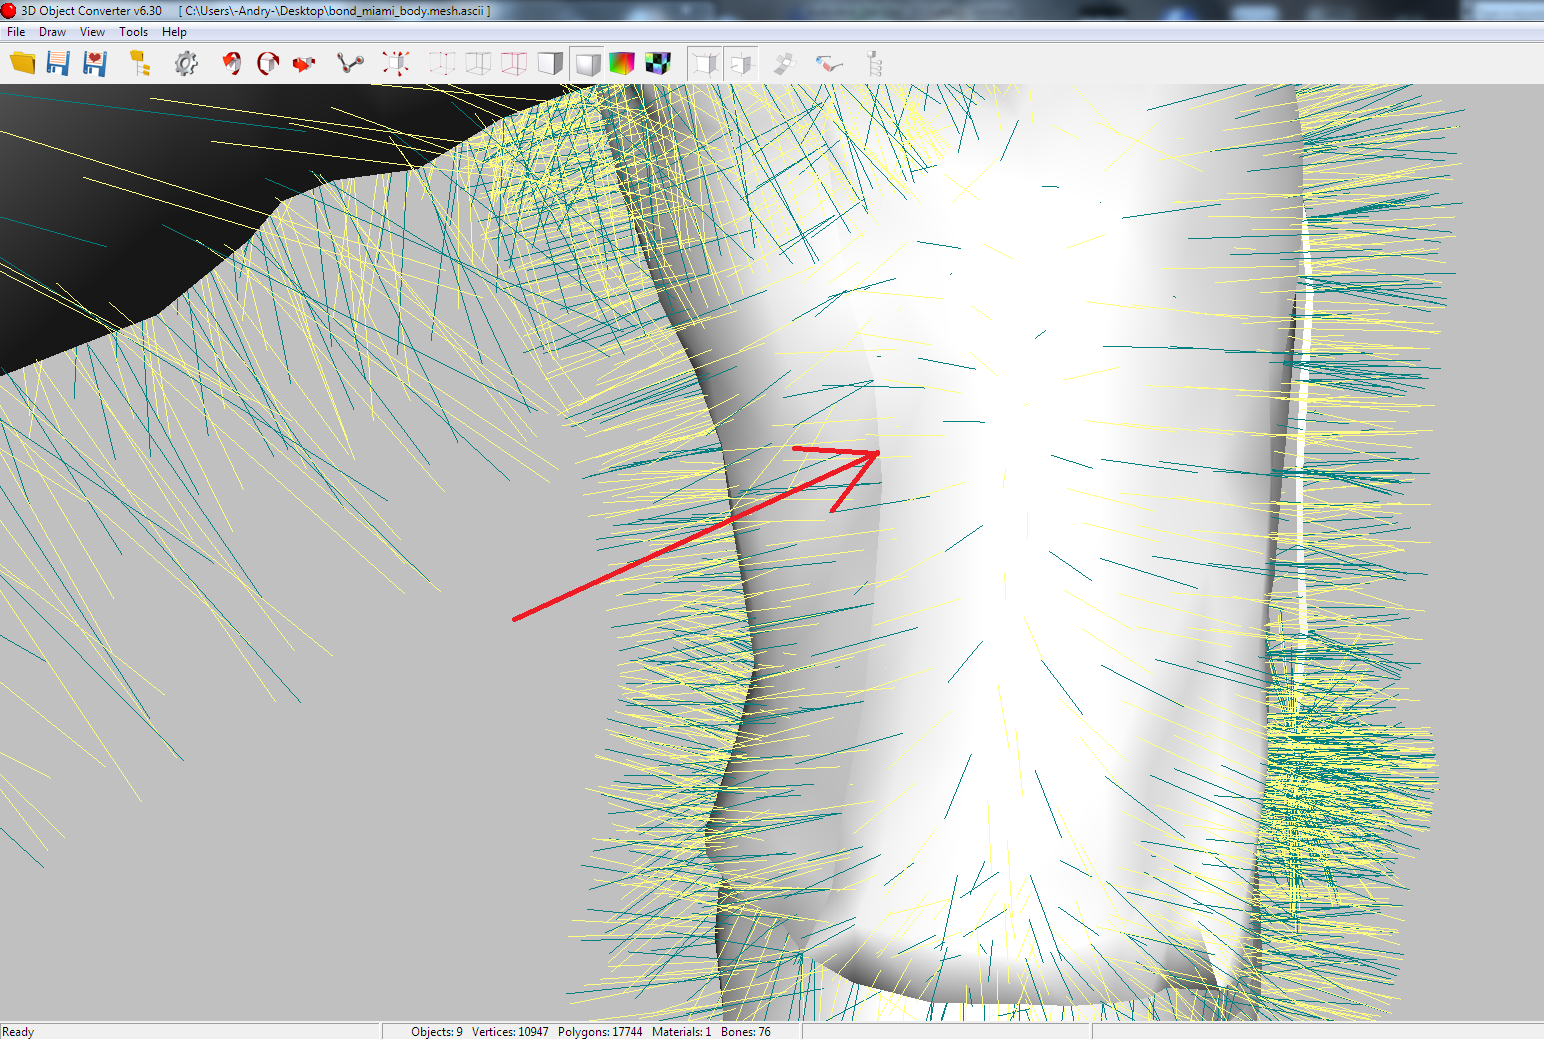 3D Object Converter v6.30 [ C:\Users\-Andry-\Desktop\bond_miami_body.mesh.ascii ]
File Draw View Tools Help
Ready Objects: 9 Vertices: 10947 Polygons: 17744 Materials: 1 Bones: 76